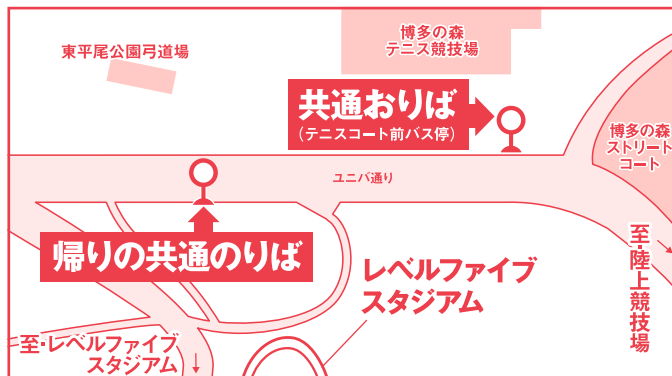 東平尾公園弓道場
博多の森
テニス競技場
共通おりば
（テニスコート前バス停）
博多の森
ストリート
コート
ユニバ通り
帰りの共通のりば
至・陸上競技場
レベルファイブ
スタジアム
至・レベルファイブ
スタジアム